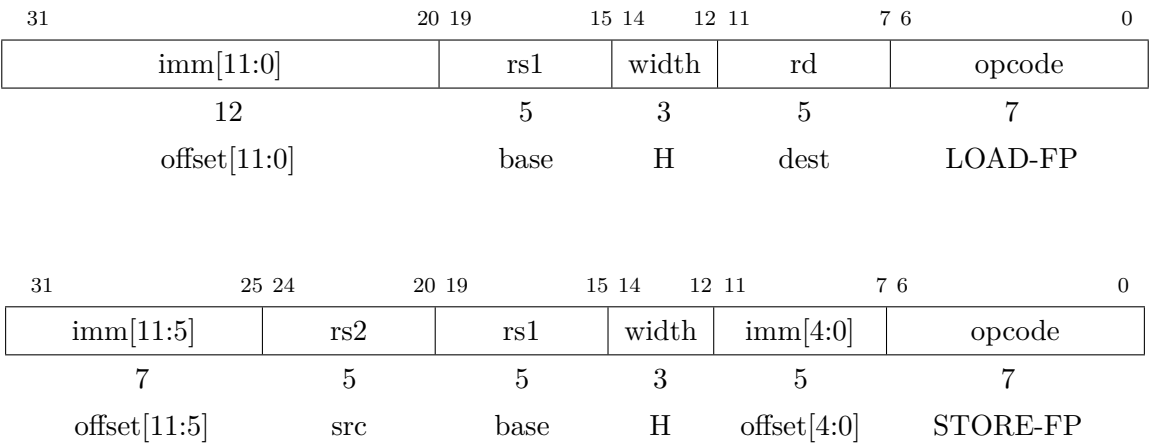 31 20 19 15 14 12 11 7 6 0
imm[11:0] rs1 width rd opcode
12 5 3 5 7
offset[11:0] base H dest LOAD-FP
31 25 24 20 19 15 14 12 11 7 6 0
imm[11:5] rs2 rs1 width imm[4:0] opcode
7 5 5 3 5 7
offset[11:5] src base H offset[4:0] STORE-FP